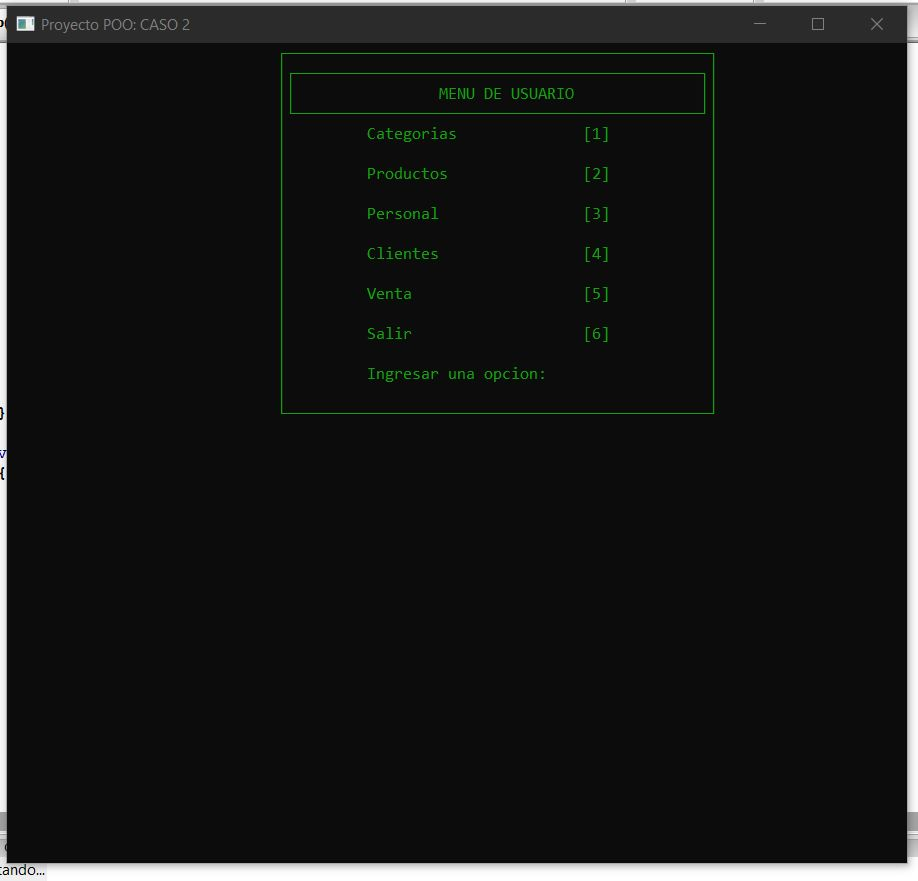 Proyecto POO: CASO 2
MENU DE USUARIO
Categorias [1]
Productos [2]
Personal [3]
Clientes [4]
Venta [5]
Salir [6]
Ingresar una opcion:
}
v
{
tando...